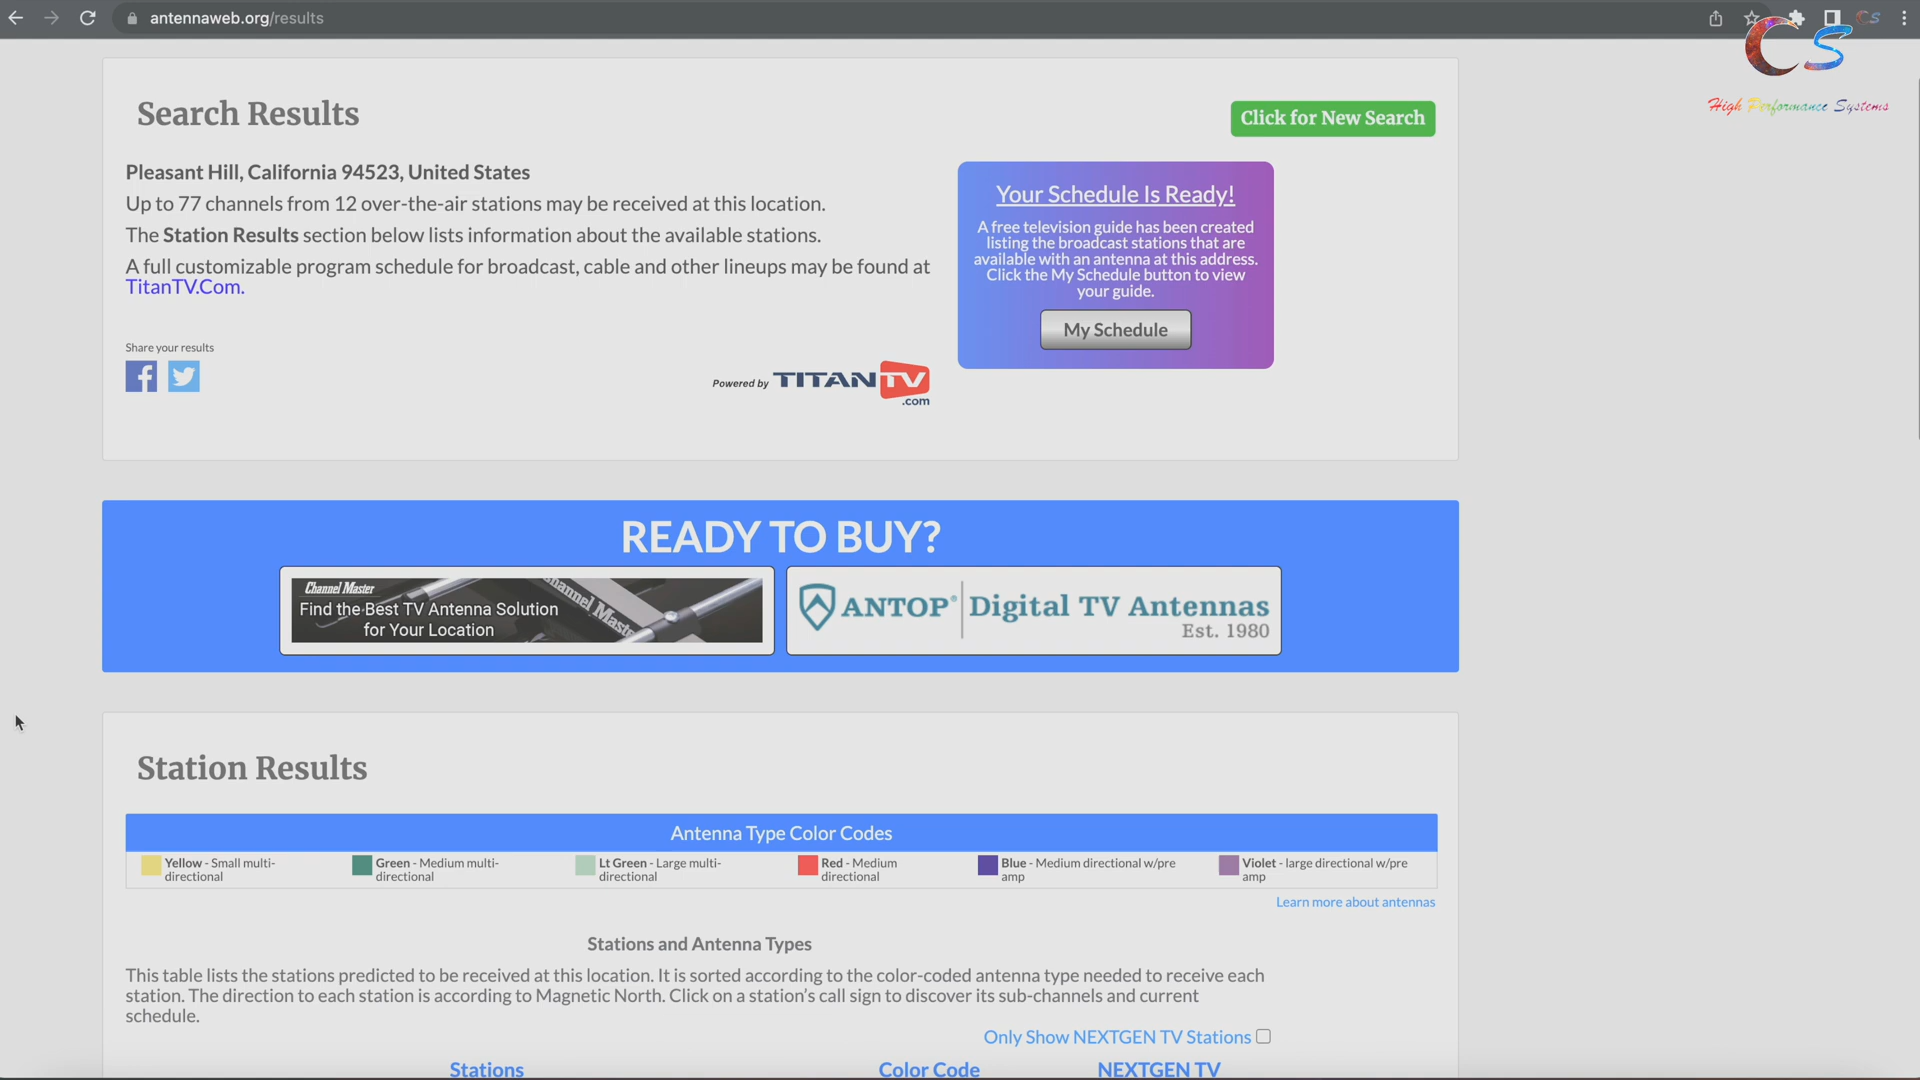 antennaweb.org/results
CS
CS
High Performance Systems
Search Results
Click for New Search
Pleasant Hill, California 94523, United States
Up to 77 channels from 12 over-the-air stations may be received at this location.
The Station Results section below lists information about the available stations.
A full customizable program schedule for broadcast, cable and other lineups may be found at
TitanTV.Com.
Your Schedule Is Ready!
A free television guide has been created
listing the broadcast stations that are
available with an antenna at this address.
Click the My Schedule button to view
your guide.
My Schedule
Share your results
Powered by TITANTV
.com
READY TO BUY?
Channel Master
Find the Best TV Antenna Solution
for Your Location
Channel Master
ANTOP® Digital TV Antennas
Est. 1980
Station Results
Antenna Type Color Codes
Yellow - Small multi-
directional
Green - Medium multi-
directional
Lt Green - Large multi-
directional
Red - Medium
directional
Blue - Medium directional w/pre
amp
Violet - large directional w/pre
amp
Learn more about antennas
Stations and Antenna Types
This table lists the stations predicted to be received at this location. It is sorted according to the color-coded antenna type needed to receive each
station. The direction to each station is according to Magnetic North. Click on a station's call sign to discover its sub-channels and current
schedule.
Only Show NEXTGEN TV Stations
Stations Color Code NEXTGEN TV